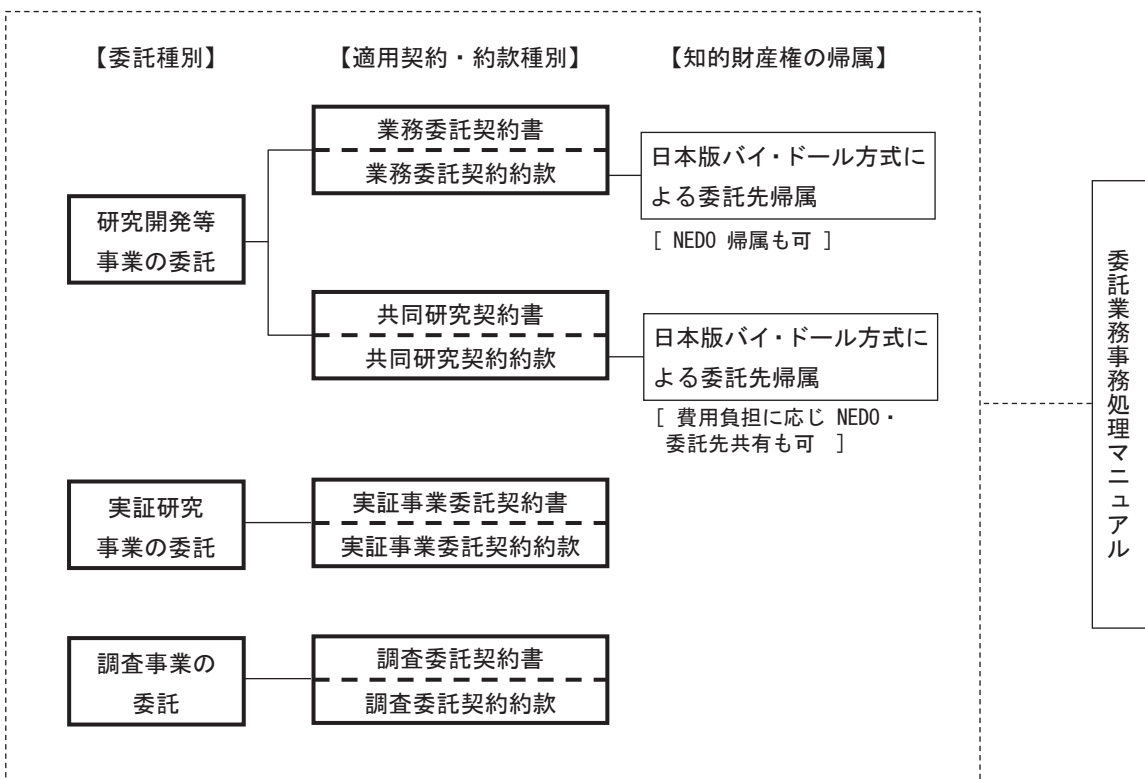 【委託種別】
【適用契約・約款種別】
【知的財産権の帰属】
研究開発等
事業の委託
業務委託契約書
業務委託契約約款
日本版バイ・ドール方式に
よる委託先帰属
[ NEDO 帰属も可 ]
共同研究契約書
共同研究契約約款
日本版バイ・ドール方式に
よる委託先帰属
[ 費用負担に応じ NEDO・
委託先共有も可 ]
実証研究
事業の委託
実証事業委託契約書
実証事業委託契約約款
調査事業の
委託
調査委託契約書
調査委託契約約款
委託業務事務処理マニュアル